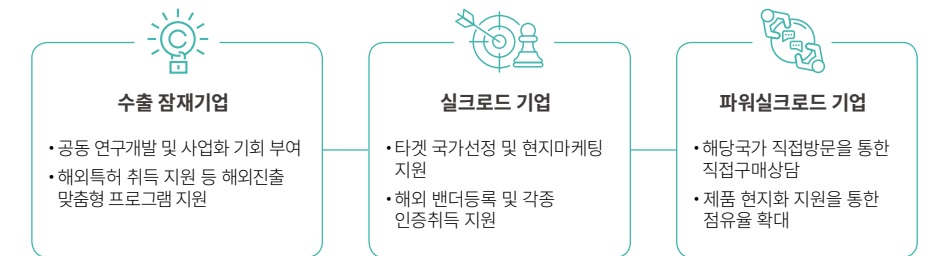 수출 잠재기업
• 공동 연구개발 및 사업화 기회 부여
• 해외특허 취득 지원 등 해외진출
맞춤형 프로그램 지원
실크로드 기업
• 타겟 국가선정 및 현지마케팅
지원
• 해외 밴더등록 및 각종
인증취득 지원
파워실크로드 기업
• 해당국가 직접방문을 통한
직접구매상담
• 제품 현지화 지원을 통한
점유율 확대